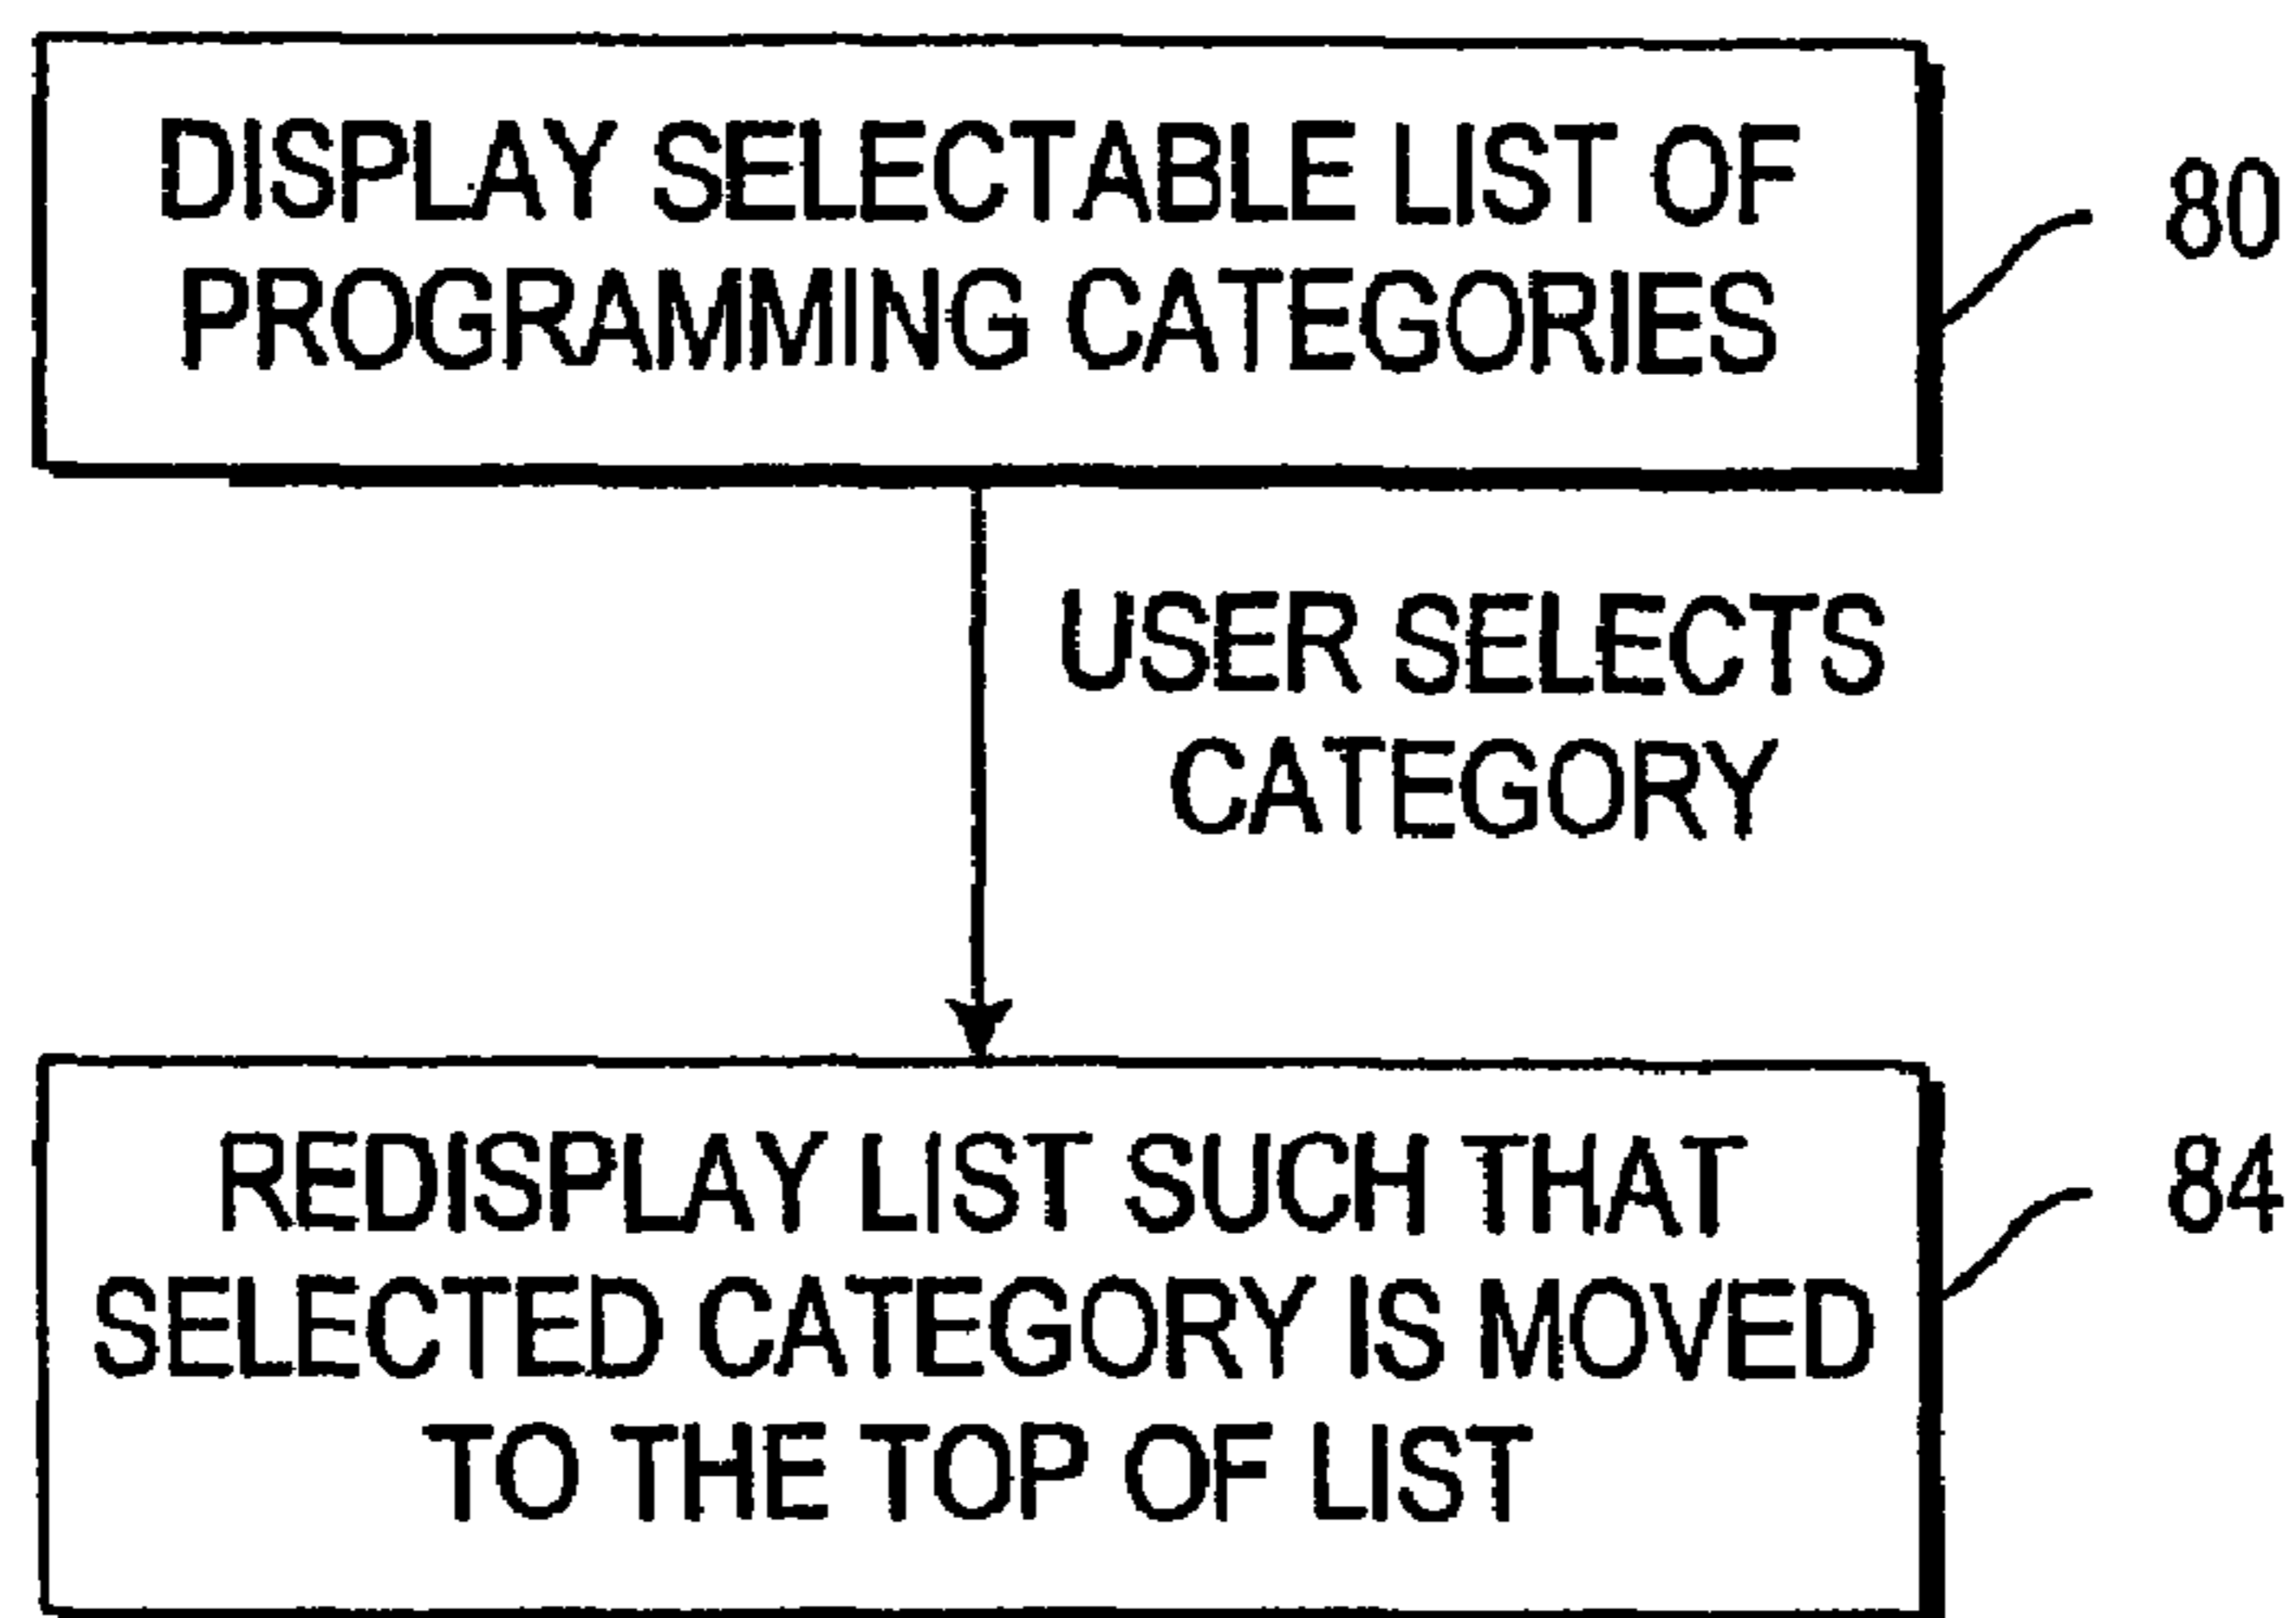 DISPLAY SELECTABLE LIST OF
PROGRAMMING CATEGORIES
80
USER SELECTS
CATEGORY
REDISPLAY LIST SUCH THAT
SELECTED CATEGORY IS MOVED
TO THE TOP OF LIST
84